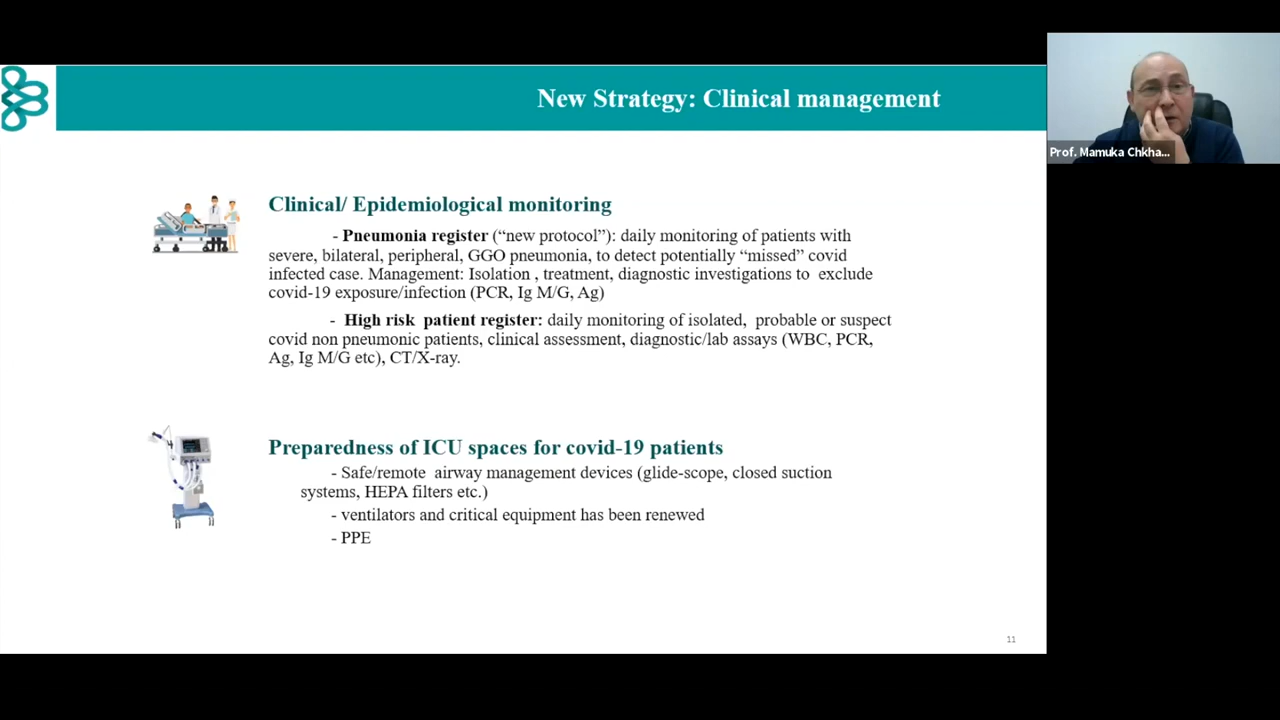 New Strategy: Clinical management
Prof. Mamuka Chkha...
Clinical/ Epidemiological monitoring
- Pneumonia register (“new protocol”): daily monitoring of patients with
severe, bilateral, peripheral, GGO pneumonia, to detect potentially “missed” covid
infected case. Management: Isolation , treatment, diagnostic investigations to exclude
covid-19 exposure/infection (PCR, Ig M/G, Ag)
- High risk patient register: daily monitoring of isolated, probable or suspect
covid non pneumonic patients, clinical assessment, diagnostic/lab assays (WBC, PCR,
Ag, Ig M/G etc), CT/X-ray.
Preparedness of ICU spaces for covid-19 patients
- Safe/remote airway management devices (glide-scope, closed suction
systems, HEPA filters etc.)
- ventilators and critical equipment has been renewed
- PPE
11